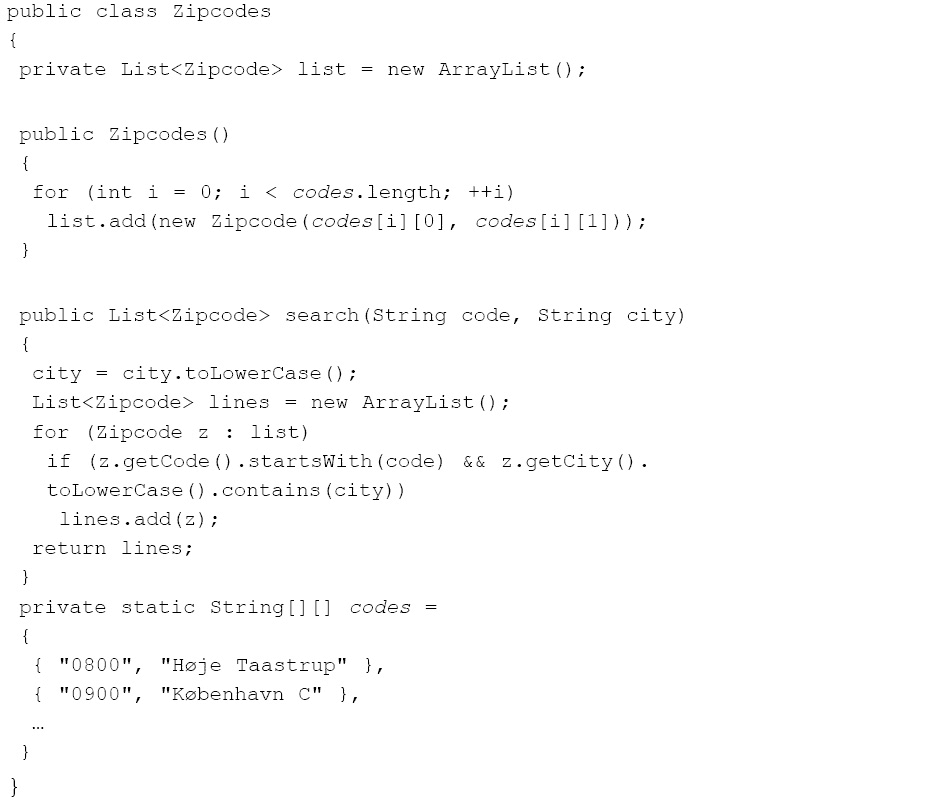 public class Zipcodes
{
private List<Zipcode> list = new ArrayList();
public Zipcodes()
{
for (int i = 0; i < codes.length; ++i)
list.add(new Zipcode(codes[i][0], codes[i][1]));
}
public List<Zipcode> search(String code, String city)
{
city = city.toLowerCase();
List<Zipcode> lines = new ArrayList();
for (Zipcode z : list)
if (z.getCode().startsWith(code) && z.getCity().
toLowerCase().contains(city))
lines.add(z);
return lines;
}
private static String[][] codes =
{
{ "0800", "Høje Taastrup" },
{ "0900", "København C" },
…
}
}